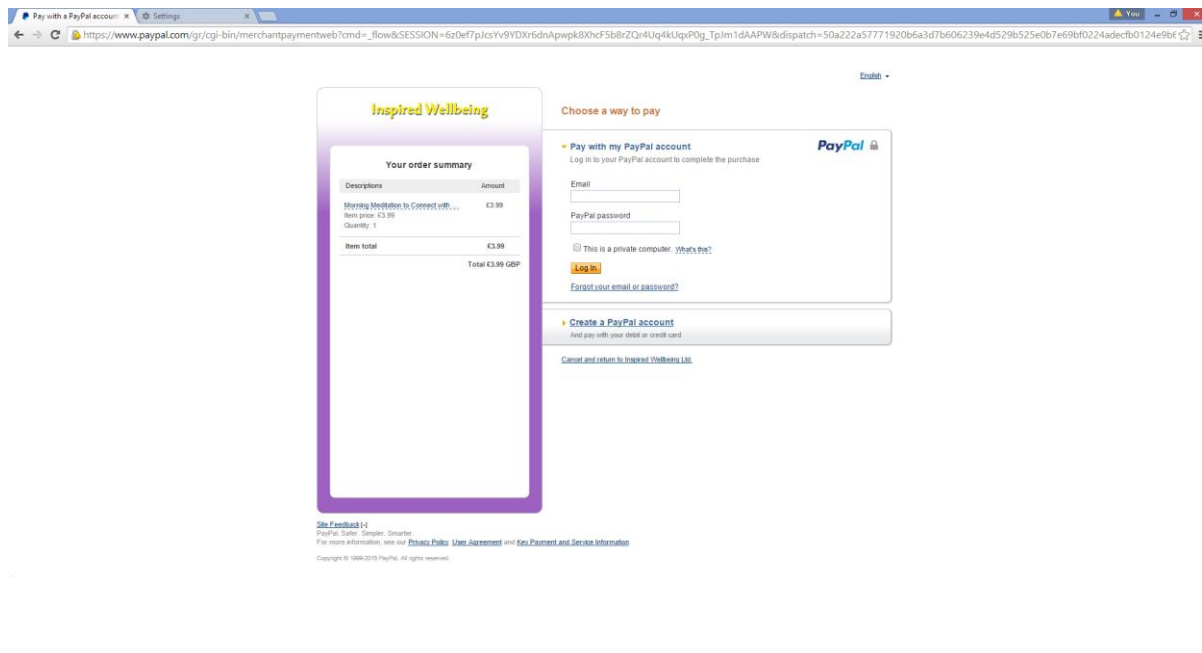 Pay with a PayPal accoun
Settings
You
https://www.paypal.com/gr/cgi-bin/merchantpaymentweb?cmd=_flow&SESSION=6z0ef7pJcsYv9YDXr6dnApwpk8XhcF5b8rZQr4Uq4kUqxP0g_TpJm1dAAPW&dispatch=50a222a57771920b6a3d7b606239e4d529b525e0b7e69bf0224adecfb0124e9b6
English
Inspired Wellbeing
Your order summary
Descriptions Amount
Morning Meditation to Connect with ... £3.99
Item price: £3.99
Quantity: 1
Item total £3.99
Total £3.99 GBP
Choose a way to pay
Pay with my PayPal account
PayPal
Log in to your PayPal account to complete the purchase
Email
PayPal password
This is a private computer. What's this?
Log In
Forgot your email or password?
Create a PayPal account
And pay with your debit or credit card
Cancel and return to Inspired Wellbeing Ltd.
Site Feedback [-]
PayPal. Safer. Simpler. Smarter.
For more information, see our Privacy Policy, User Agreement and Key Payment and Service Information
Copyright © 1999-2015 PayPal. All rights reserved.